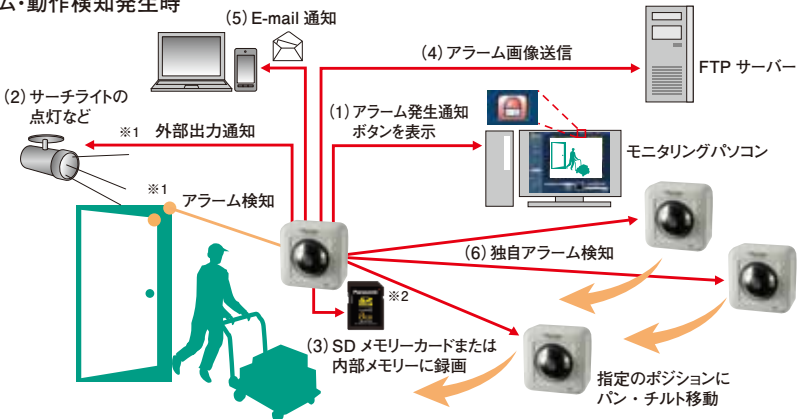 ム・動作検知発生時
(5) E-mail 通知
(4) アラーム画像送信
FTP サーバー
(2) サーチライトの
点灯など
※1 外部出力通知
(1) アラーム発生通知
ボタンを表示
モニタリングパソコン
※1
アラーム検知
(6) 独自アラーム検知
Panasonic
※2
(3) SD メモリーカードまたは
内部メモリーに録画
指定のポジションに
パン・チルト移動